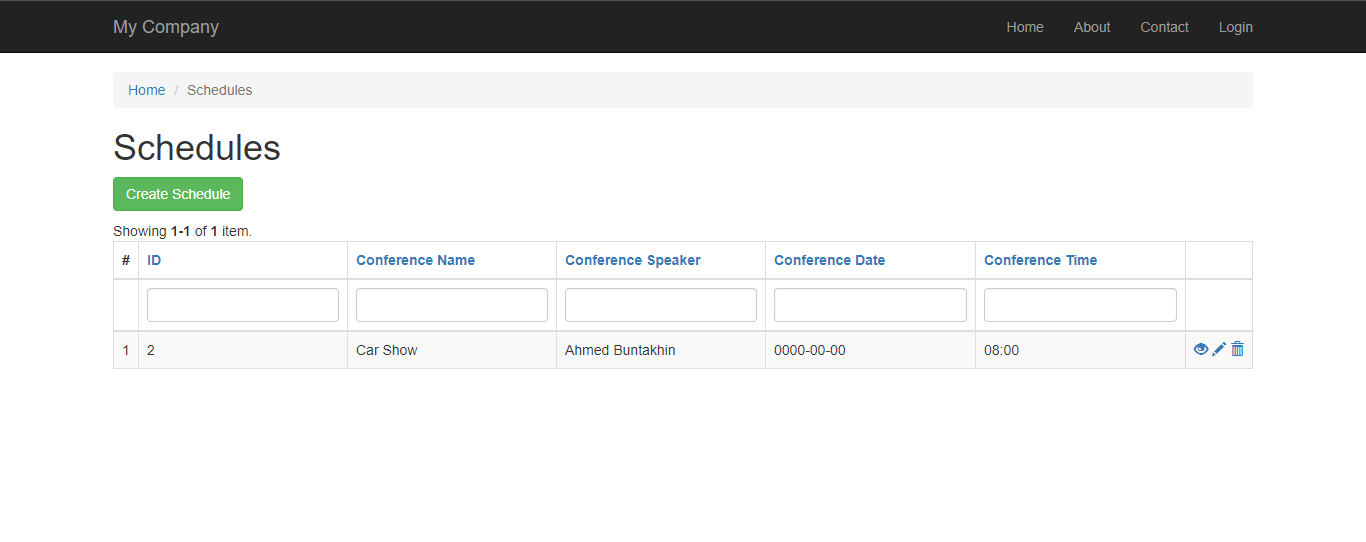 My Company Home About Contact Login
Home / Schedules
Schedules
Create Schedule
Showing 1-1 of 1 item.
# ID Conference Name Conference Speaker Conference Date Conference Time
1 2 Car Show Ahmed Buntakhin 0000-00-00 08:00